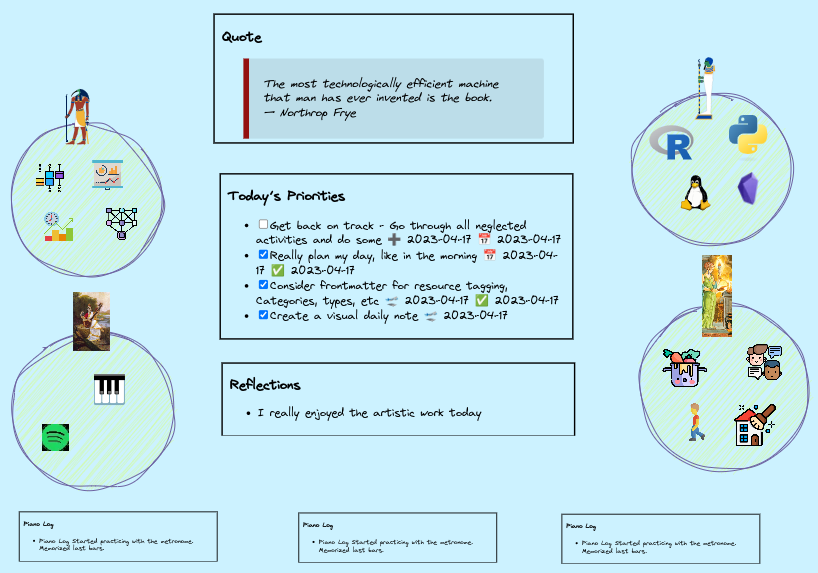 Quote
The most technologically efficient machine
that man has ever invented is the book.
— Northrop Frye
Today's Priorities
Get back on track - Go through all neglected
activities and do some ➕ 2023-04-17 📅 2023-04-17
Really plan my day, like in the morning 📅 2023-04-
17 ✅ 2023-04-17
Consider frontmatter for resource tagging,
Categories, types, etc 🛫 2023-04-17 ✅ 2023-04-17
Create a visual daily note 🛫 2023-04-17
Reflections
I really enjoyed the artistic work today
R
Piano Log
Piano Log Started practicing with the metronome.
Memorized last bars.
Piano Log
Piano Log Started practicing with the metronome.
Memorized last bars.
Piano Log
Piano Log Started practicing with the metronome.
Memorized last bars.